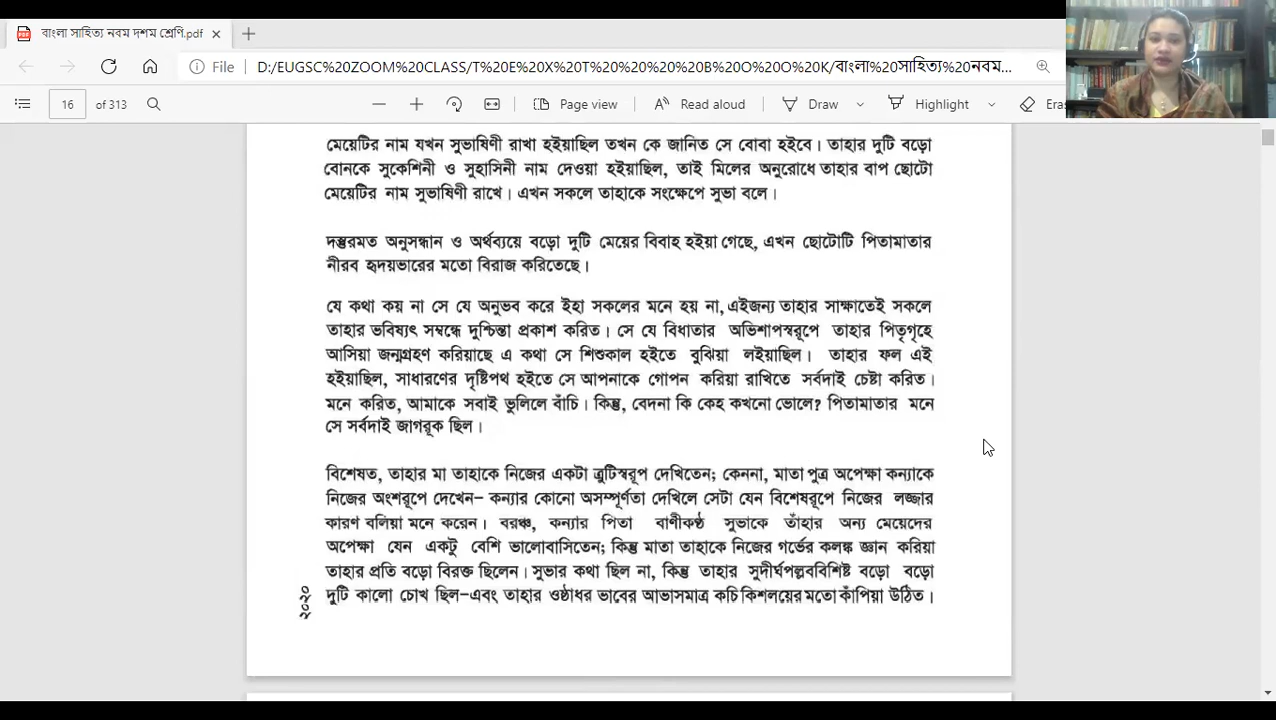 বাংলা সাহিত্য নবম দশম শ্রেণি.pdf
File D:/EUGSC%20ZOOM%20CLASS/T%20E%20X%20T%20%20%20%20B%20O%20O%20K/বাংলা%20সাহিত্য%20নবম...
16 of 313 Page view Read aloud Draw Highlight Eras
মেয়েটির নাম যখন সুভাষিণী রাখা হইয়াছিল তখন কে জানিত সে বোবা হইবে। তাহার দুটি বড়ো
বোনকে সুকেশিনী ও সুহাসিনী নাম দেওয়া হইয়াছিল, তাই মিলের অনুরোধে তাহার বাপ ছোটো
মেয়েটির নাম সুভাষিণী রাখে। এখন সকলে তাহাকে সংক্ষেপে সুভা বলে।
দস্তুরমত অনুসন্ধান ও অর্থব্যয়ে বড়ো দুটি মেয়ের বিবাহ হইয়া গেছে, এখন ছোটোটি পিতামাতার
নীরব হৃদয়ভারের মতো বিরাজ করিতেছে।
যে কথা কয় না সে যে অনুভব করে ইহা সকলের মনে হয় না, এইজন্য তাহার সাক্ষাতেই সকলে
তাহার ভবিষ্যৎ সম্বন্ধে দুশ্চিন্তা প্রকাশ করিত। সে যে বিধাতার অভিশাপস্বরূপে তাহার পিতৃগৃহে
আসিয়া জন্মগ্রহণ করিয়াছে এ কথা সে শিশুকাল হইতে বুঝিয়া লইয়াছিল। তাহার ফল এই
হইয়াছিল, সাধারণের দৃষ্টিপথ হইতে সে আপনাকে গোপন করিয়া রাখিতে সর্বদাই চেষ্টা করিত।
মনে করিত, আমাকে সবাই ভুলিলে বাঁচি। কিন্তু, বেদনা কি কেহ কখনো ভোলে? পিতামাতার মনে
সে সর্বদাই জাগরূক ছিল।
বিশেষত, তাহার মা তাহাকে নিজের একটা ত্রুটিস্বরূপ দেখিতেন; কেননা, মাতা পুত্র অপেক্ষা কন্যাকে
নিজের অংশরূপে দেখেন– কন্যার কোনো অসম্পূর্ণতা দেখিলে সেটা যেন বিশেষরূপে নিজের লজ্জার
কারণ বলিয়া মনে করেন। বরঞ্চ, কন্যার পিতা বাণীকণ্ঠ সুভাকে তাঁহার অন্য মেয়েদের
অপেক্ষা যেন একটু বেশি ভালোবাসিতেন; কিন্তু মাতা তাহাকে নিজের গর্ভের কলঙ্ক জ্ঞান করিয়া
তাহার প্রতি বড়ো বিরক্ত ছিলেন। সুভার কথা ছিল না, কিন্তু তাহার সুদীর্ঘপল্লববিশিষ্ট বড়ো বড়ো
দুটি কালো চোখ ছিল–এবং তাহার ওষ্ঠাধর ভাবের আভাসমাত্র কচি কিশলয়ের মতো কাঁপিয়া উঠিত।
২০২০